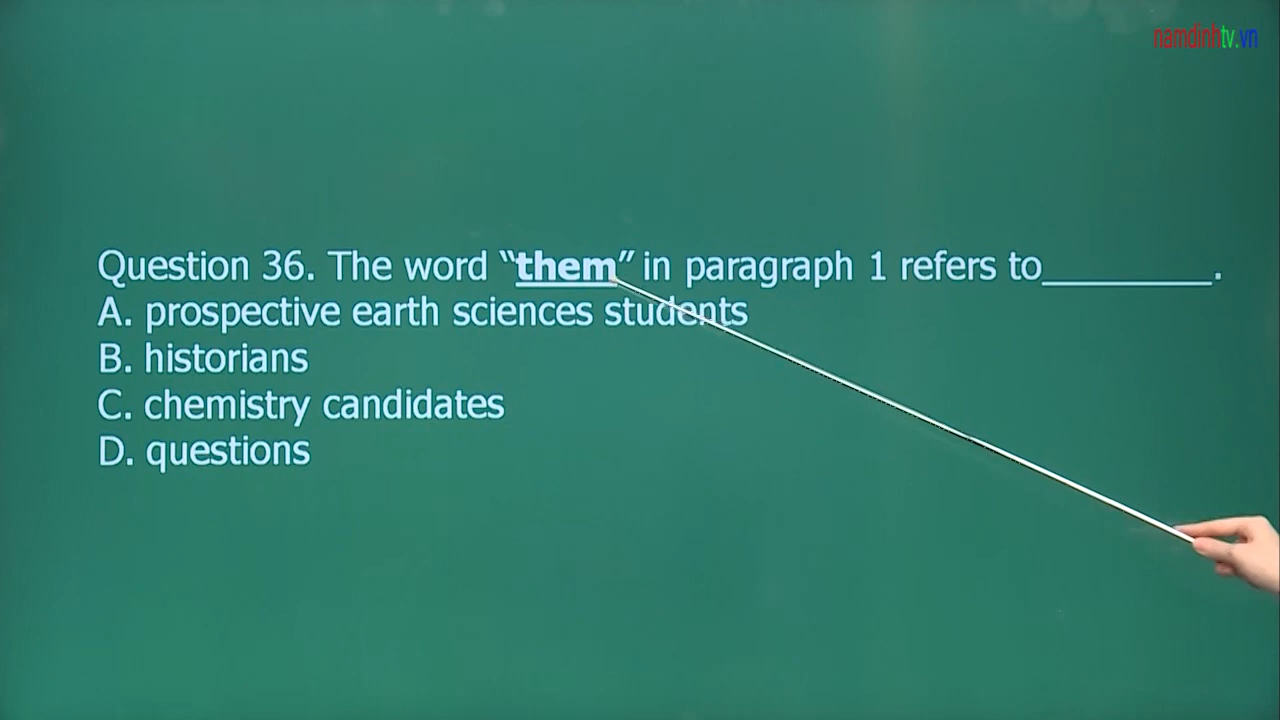 namdinhtv.vn
Question 36. The word “them” in paragraph 1 refers to_________.
A. prospective earth sciences students
B. historians
C. chemistry candidates
D. questions